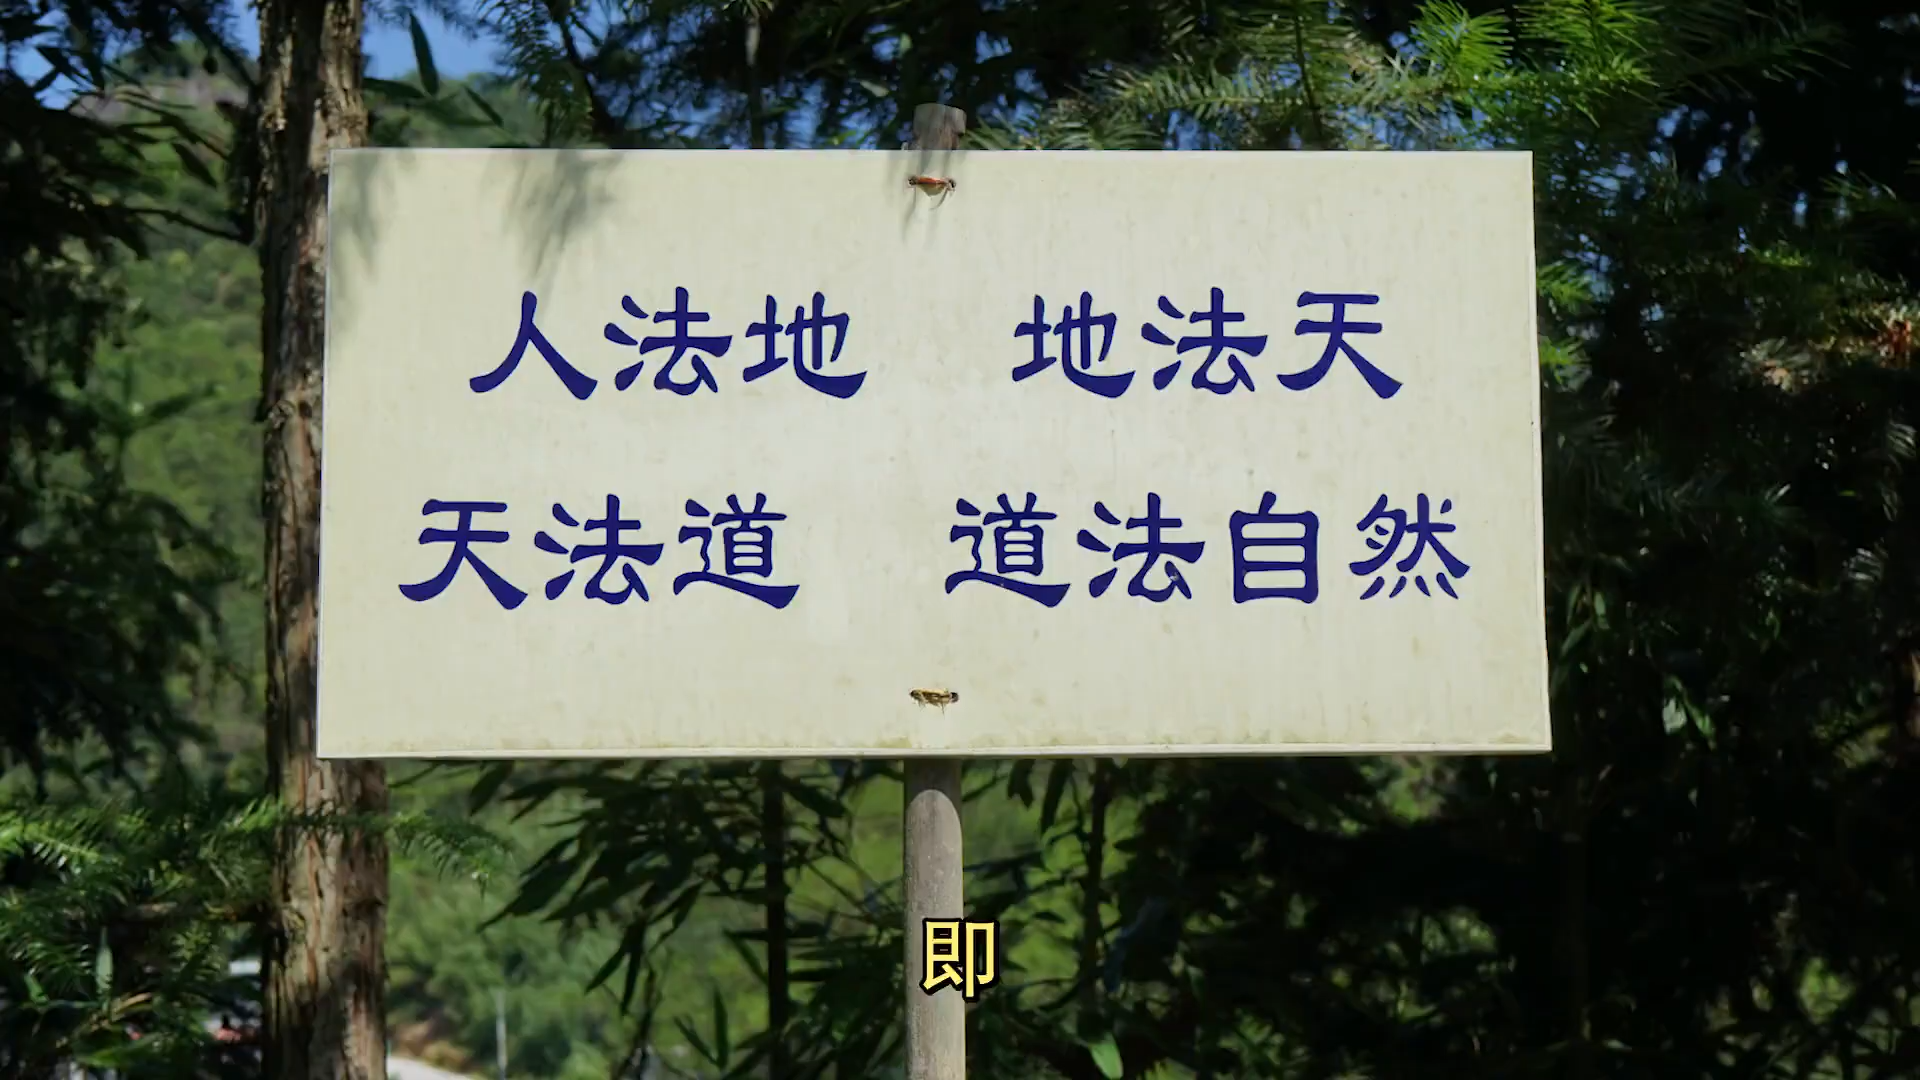 人法地　地法天
天法道　道法自然
即